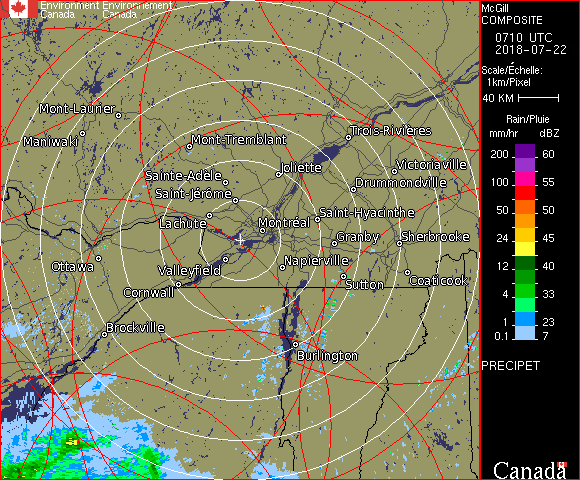 Environment Environnement
Canada Canada
McGill
COMPOSITE
0710 UTC
2018-07-22
Scale/Échelle:
1km/Pixel
40 KM
Rain/Pluie
mm/hr dBZ
200 60
55
100 55
50 50
24 45
12 40
4 33
1 23
0.1 7
PRECIPET
Mont-Laurier
Maniwaki
Mont-Tremblant
Trois-Rivières
Joliette
Victoriaville
Sainte-Adèle
Drummondville
Saint-Jérôme
Lachute
Montréal
Saint-Hyacinthe
Granby
Sherbrooke
Ottawa
Valleyfield
Napierville
Cornwall
Sutton
Coaticook
Brockville
Burlington
Canada